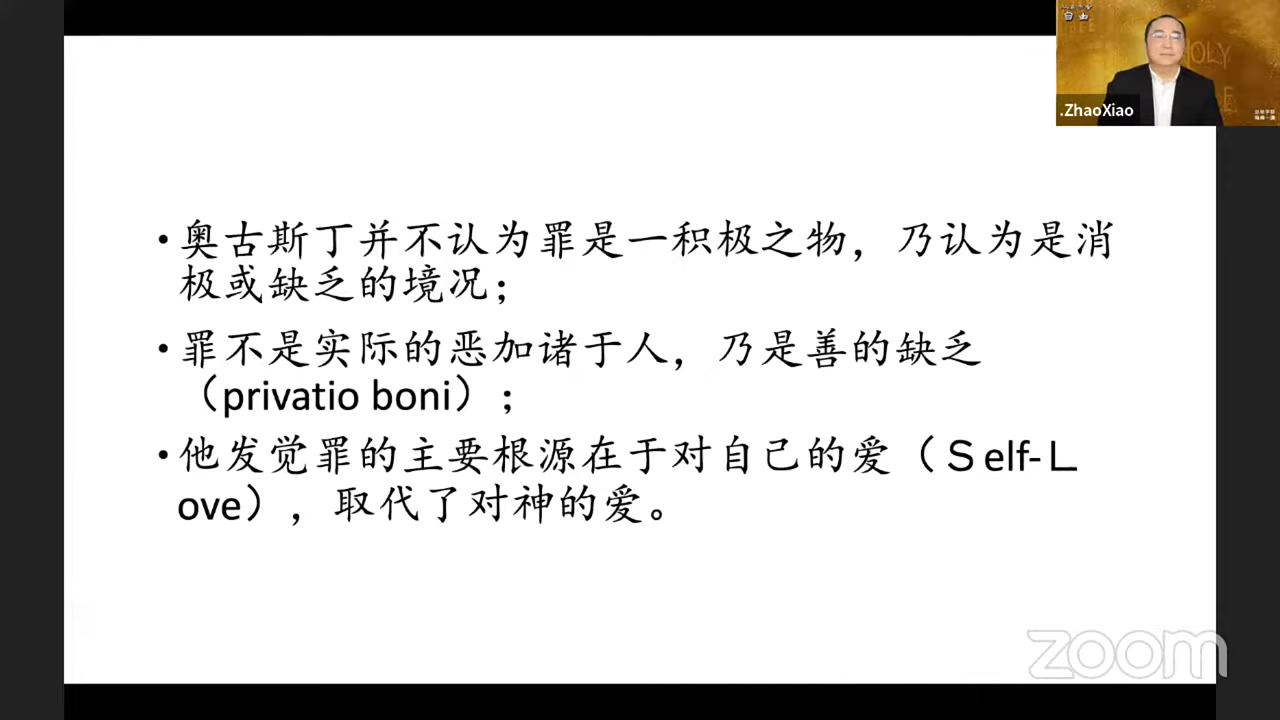 自由
.ZhaoXiao
OLY
•奥古斯丁并不认为罪是一积极之物，乃认为是消
极或缺乏的境况；
•罪不是实际的恶加诸于人，乃是善的缺乏
（privatio boni）；
•他发觉罪的主要根源在于对自己的爱（Ｓelf-Ｌ
ove），取代了对神的爱。
zoom